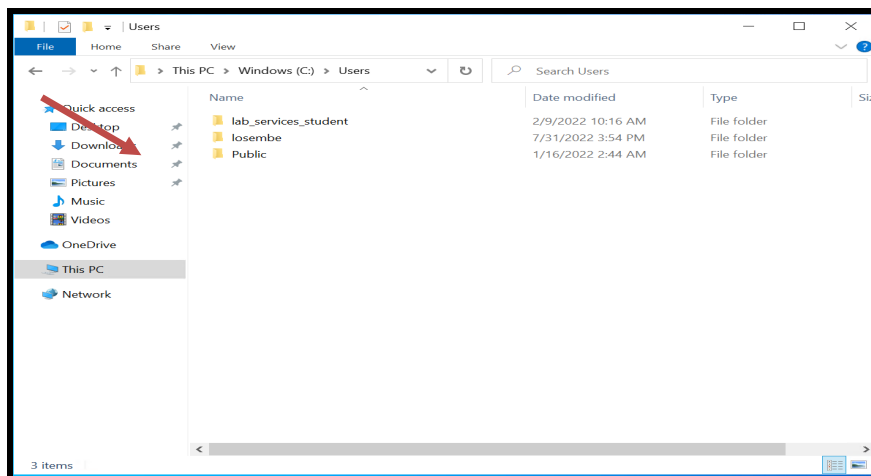 Users
File Home Share View
This PC > Windows (C:) > Users
Search Users
Name Date modified Type Siz
Quick access
Desktop
Downloads
Documents
Pictures
Music
Videos
OneDrive
This PC
Network
lab_services_student 2/9/2022 10:16 AM File folder
losembe 7/31/2022 3:54 PM File folder
Public 1/16/2022 2:44 AM File folder
3 items